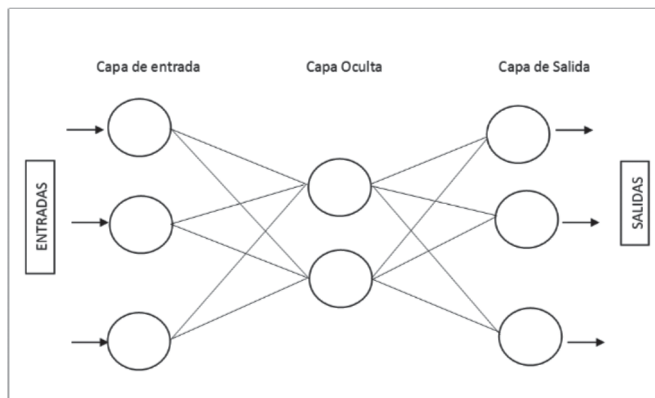 Capa de entrada
Capa Oculta
Capa de Salida
ENTRADAS
SALIDAS